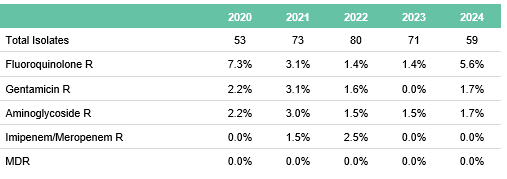 2020 2021 2022 2023 2024
Total Isolates 53 73 80 71 59
Fluoroquinolone R 7.3% 3.1% 1.4% 1.4% 5.6%
Gentamicin R 2.2% 3.1% 1.6% 0.0% 1.7%
Aminoglycoside R 2.2% 3.0% 1.5% 1.5% 1.7%
Imipenem/Meropenem R 0.0% 1.5% 2.5% 0.0% 0.0%
MDR 0.0% 0.0% 0.0% 0.0% 0.0%